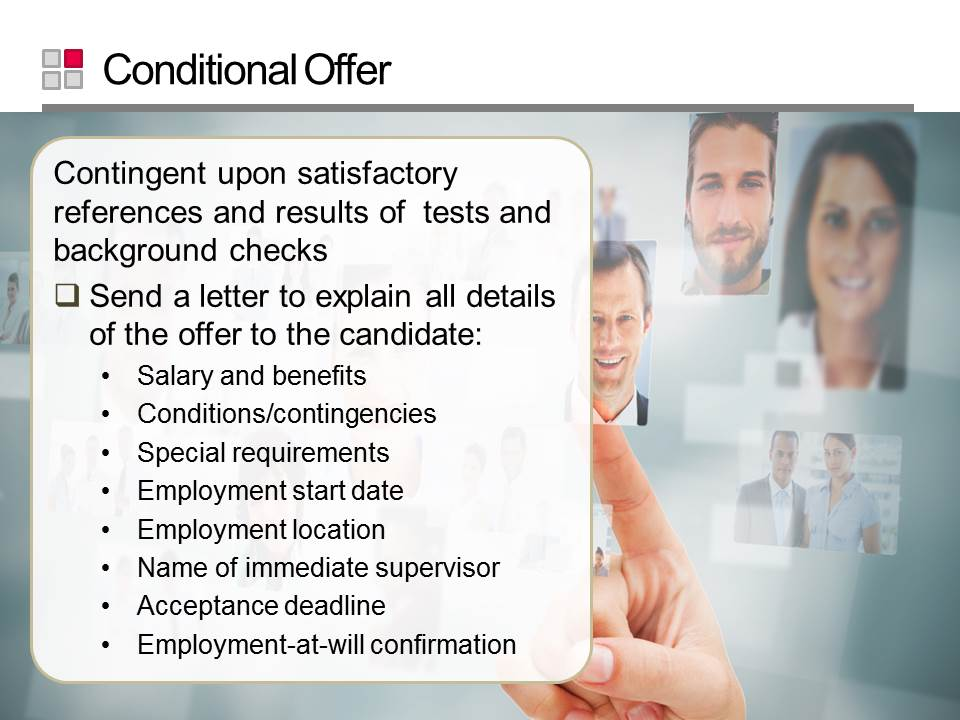 Conditional Offer
Contingent upon satisfactory
references and results of  tests and
background checks
❑ Send a letter to explain all details
of the offer to the candidate:
• Salary and benefits
• Conditions/contingencies
• Special requirements
• Employment start date
• Employment location
• Name of immediate supervisor
• Acceptance deadline
• Employment-at-will confirmation